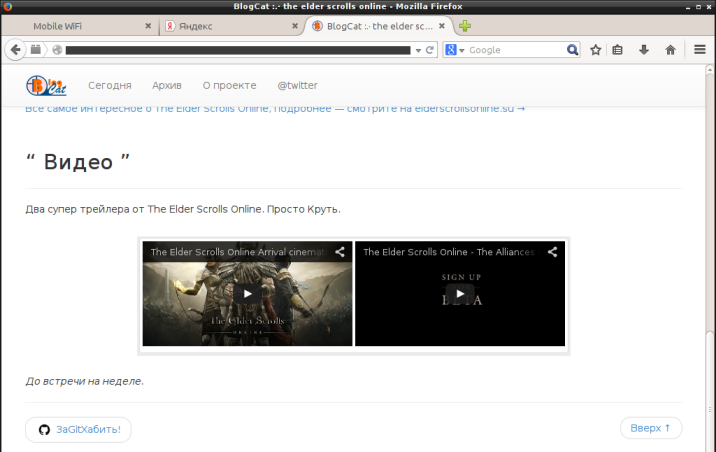 BlogCat :.· the elder scrolls online - Mozilla Firefox
Mobile WiFi
Яндекс
BlogCat :.· the elder sc...
Google
Blog Cat
Сегодня
Архив
О проекте
@twitter
Все самое интересное о The Elder Scrolls Online, подробнее — смотрите на elderscrollsonline.su →
“ Видео ”
Два супер трейлера от The Elder Scrolls Online. Просто Круть.
The Elder Scrolls Online Arrival cinemat
The Elder Scrolls Online - The Alliances
The Elder Scrolls
ONLINE
SIGN UP
BETA
До встречи на неделе.
ЗаGitХабить!
Вверх ↑